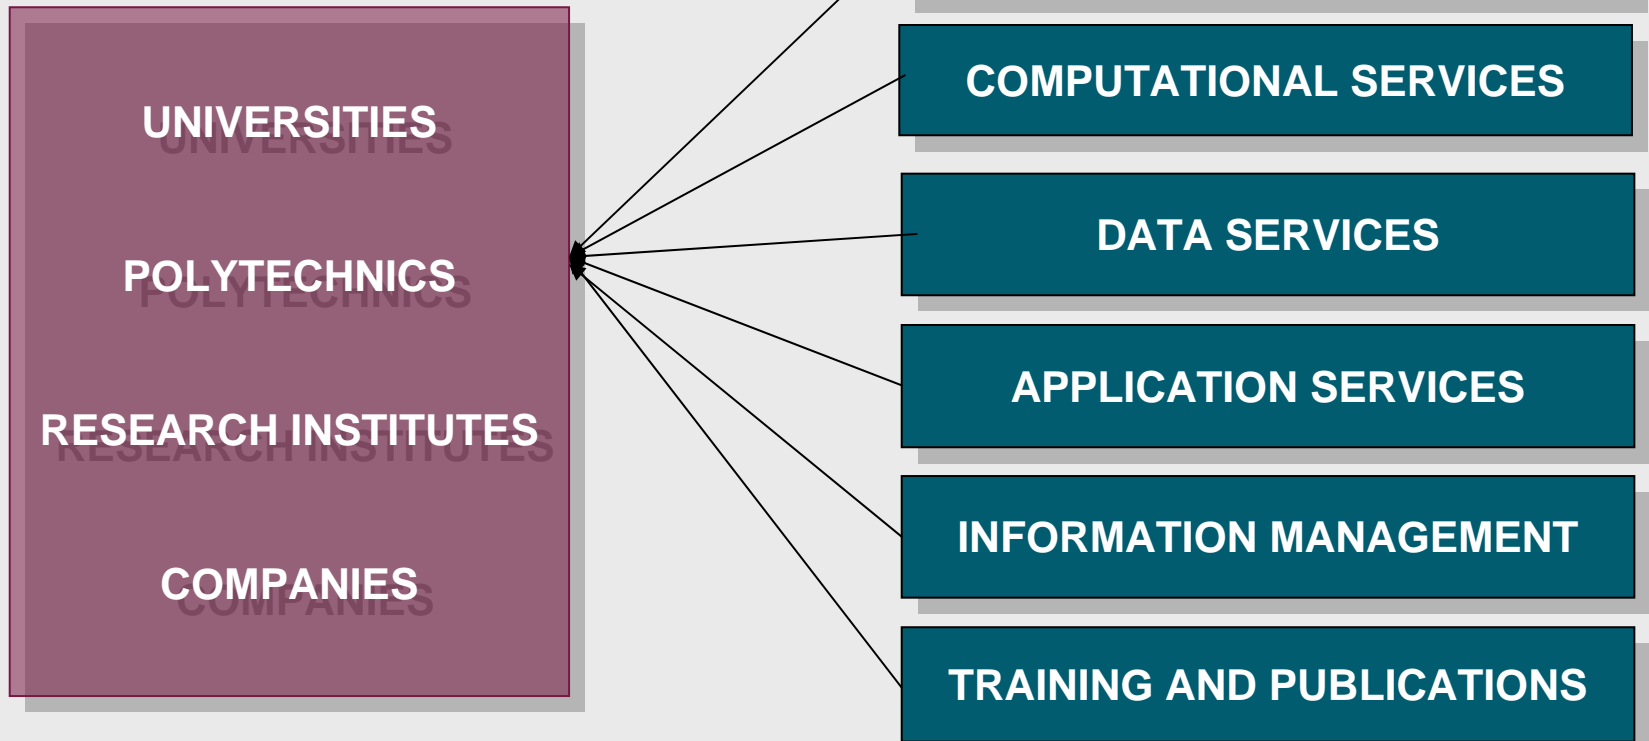 UNIVERSITIES
POLYTECHNICS
RESEARCH INSTITUTES
COMPANIES
COMPUTATIONAL SERVICES
DATA SERVICES
APPLICATION SERVICES
INFORMATION MANAGEMENT
TRAINING AND PUBLICATIONS